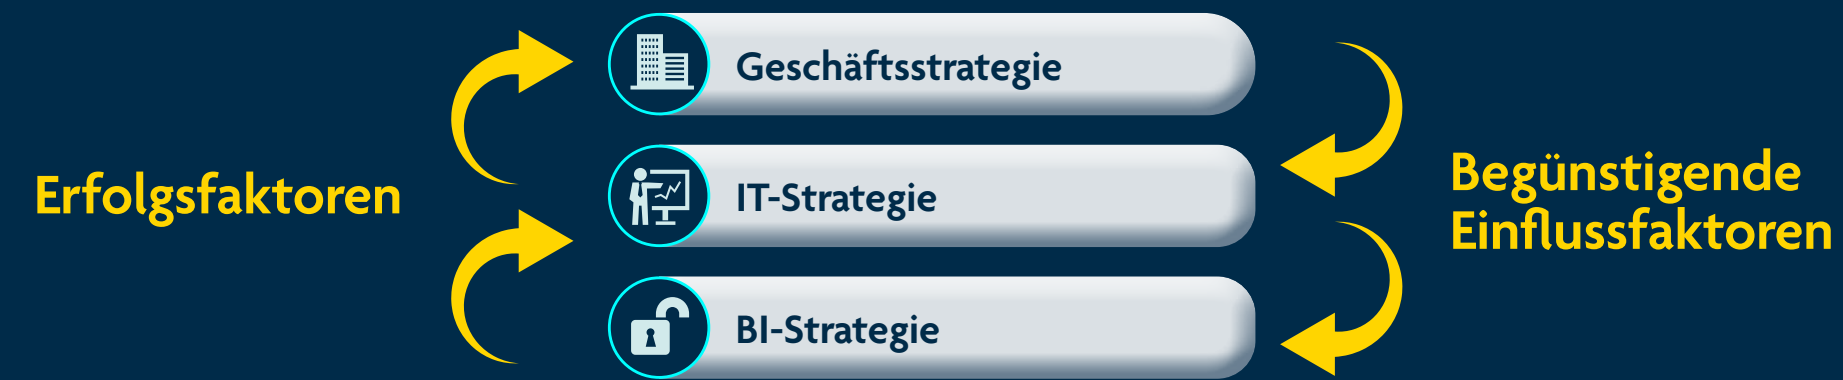 Geschäftsstrategie
Erfolgsfaktoren
IT-Strategie
Begünstigende
Einflussfaktoren
BI-Strategie